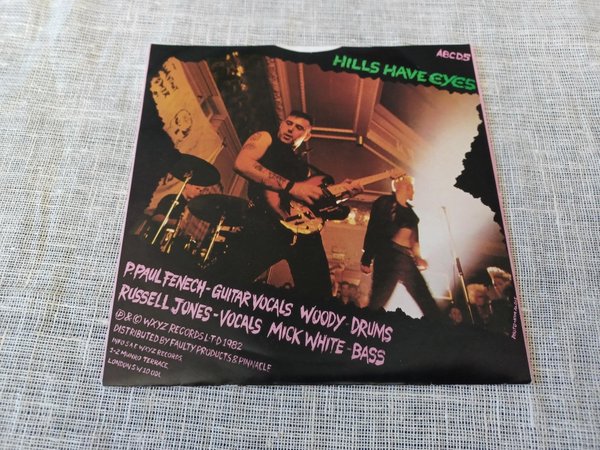 ABCD5
HILLS HAVE EYES
P. PAUL FENECH - GUITAR VOCALS WOODY - DRUMS
RUSSELL JONES - VOCALS MICK WHITE - BASS
Ⓟ & © WXYZ RECORDS LTD 1982
DISTRIBUTED BY FAULTY PRODUCTS & PINNACLE
INFO S.A.E WXYZ RECORDS,
1-2 MUNRO TERRACE,
LONDON SW10 0DL